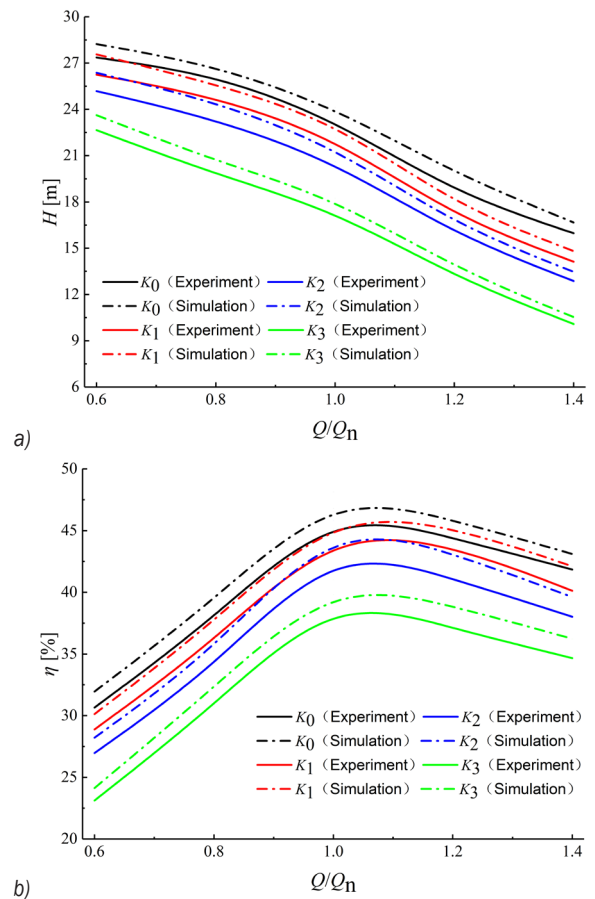 30
27
24
21
18
15
12
9
6
H [m]
K0 (Experiment) K2 (Experiment)
K0 (Simulation) K2 (Simulation)
K1 (Experiment) K3 (Experiment)
K1 (Simulation) K3 (Simulation)
0.6 0.8 1.0 1.2 1.4
Q/Qn
a)
50
45
40
35
30
25
20
η [%]
K0 (Experiment) K2 (Experiment)
K0 (Simulation) K2 (Simulation)
K1 (Experiment) K3 (Experiment)
K1 (Simulation) K3 (Simulation)
0.6 0.8 1.0 1.2 1.4
Q/Qn
b)